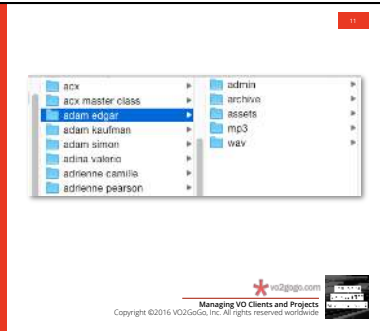 11
acx
acx master class
adam edgar
adam kaufman
adam simon
adina valerio
adrienne camille
adrienne pearson
admin
archive
assets
mp3
wav
vo2gogo.com
Managing VO Clients and Projects
Copyright ©2016 VO2GoGo, Inc. All rights reserved worldwide